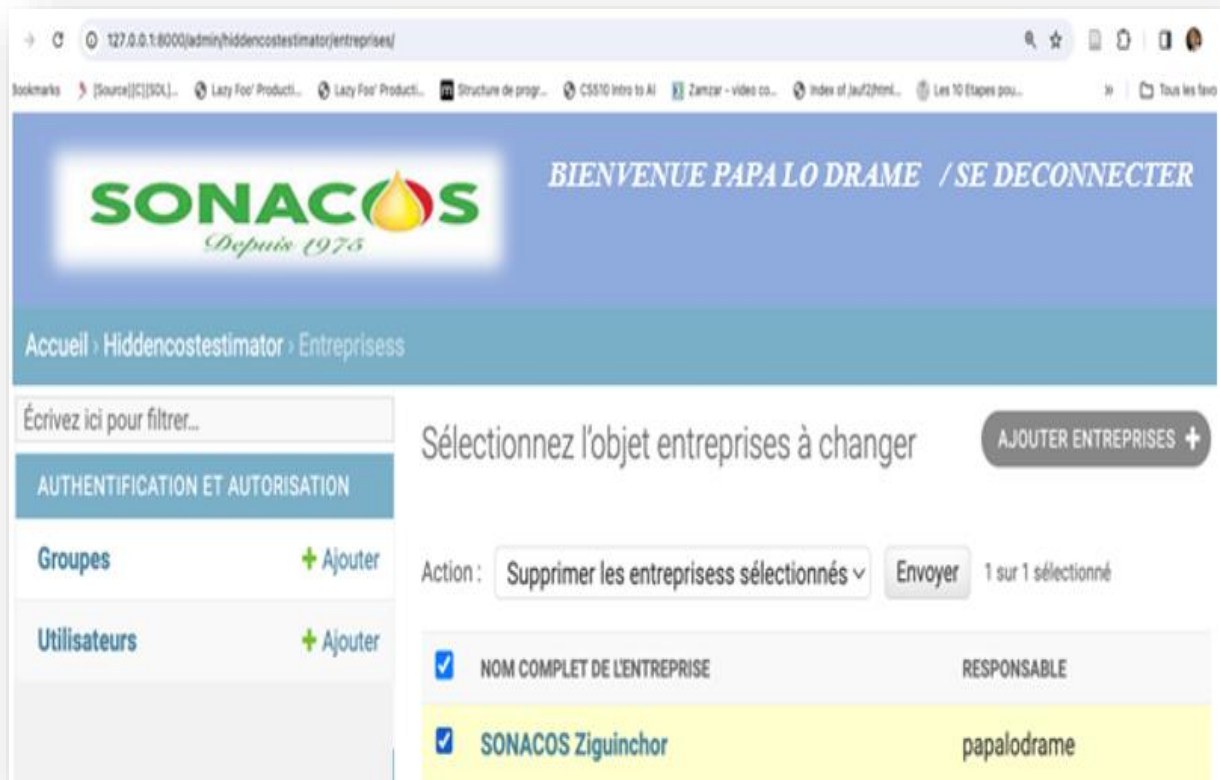 127.0.0.1:8000/admin/hiddencostestimator/entreprises/
Bookmarks [Source][C][SDL]... Lazy Foo' Producti... Lazy Foo' Producti... Structure de progr... CS510 Intro to AI Zamzar - video co... Index of /auf2/html... Les 10 Etapes pou... » Tous les favo
SONACOS
Depuis 1975
BIENVENUE PAPA LO DRAME / SE DECONNECTER
Accueil › Hiddencostestimator › Entreprisess
Écrivez ici pour filtrer...
AUTHENTIFICATION ET AUTORISATION
Groupes + Ajouter
Utilisateurs + Ajouter
Sélectionnez l'objet entreprises à changer
AJOUTER ENTREPRISES +
Action : Supprimer les entreprisess sélectionnés Envoyer 1 sur 1 sélectionné
NOM COMPLET DE L'ENTREPRISE RESPONSABLE
SONACOS Ziguinchor papalodrame